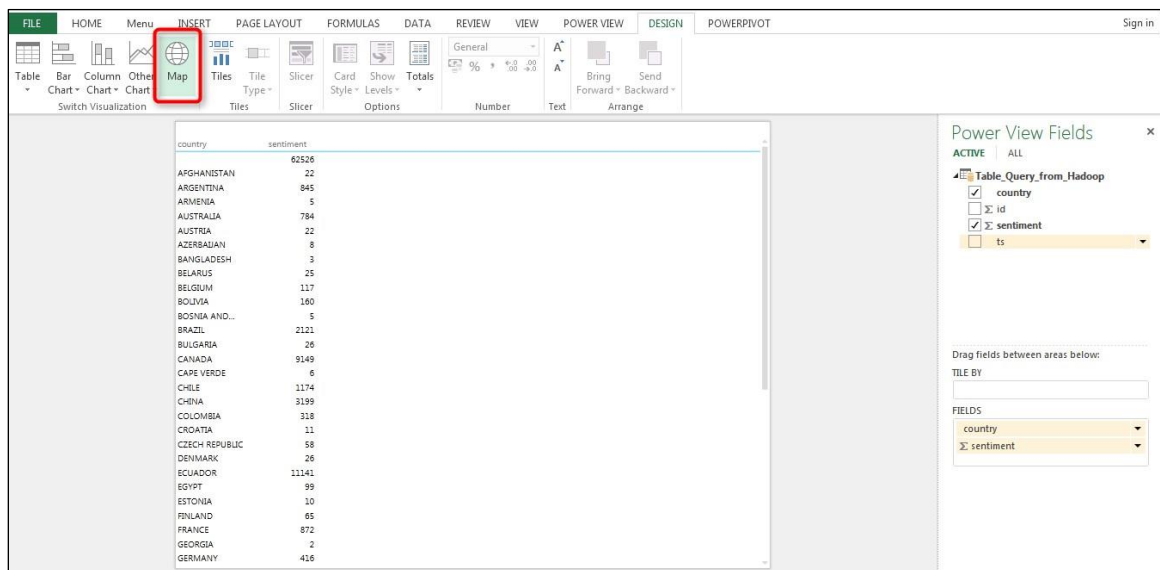 FILE HOME Menu INSERT PAGE LAYOUT FORMULAS DATA REVIEW VIEW POWER VIEW DESIGN POWERPIVOT Sign in
Table Bar Chart Column Chart Other Chart Map Tiles Tile Type Slicer Card Style Show Levels Totals General % , .00 .00 A A Bring Forward Send Backward
Switch Visualization Tiles Slicer Options Number Text Arrange
Power View Fields
ACTIVE ALL
Table_Query_from_Hadoop
country
Σ id
Σ sentiment
ts
Drag fields between areas below:
TILE BY
FIELDS
country
Σ sentiment
country sentiment
62526
AFGHANISTAN 22
ARGENTINA 845
ARMENIA 5
AUSTRALIA 784
AUSTRIA 22
AZERBAIJAN 8
BANGLADESH 3
BELARUS 25
BELGIUM 117
BOLIVIA 160
BOSNIA AND... 5
BRAZIL 2121
BULGARIA 26
CANADA 9149
CAPE VERDE 6
CHILE 1174
CHINA 3199
COLOMBIA 318
CROATIA 11
CZECH REPUBLIC 58
DENMARK 26
ECUADOR 11141
EGYPT 99
ESTONIA 10
FINLAND 65
FRANCE 872
GEORGIA 2
GERMANY 416